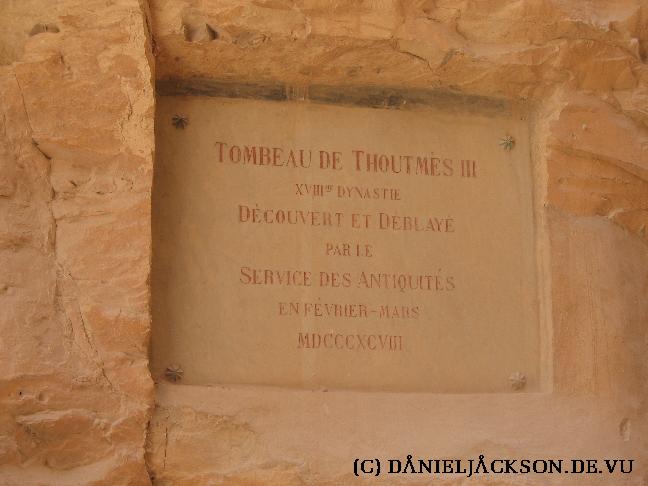 TOMBEAU DE THOUTMÈS III
XVIIIᴹᴱ DYNASTIE
DÉCOUVERT ET DÉBLAYÉ
PAR LE
SERVICE DES ANTIQUITÉS
EN FÉVRIER-MARS
MDCCCXCVIII
(C) DÅNIELJÅCKSON.DE.VU